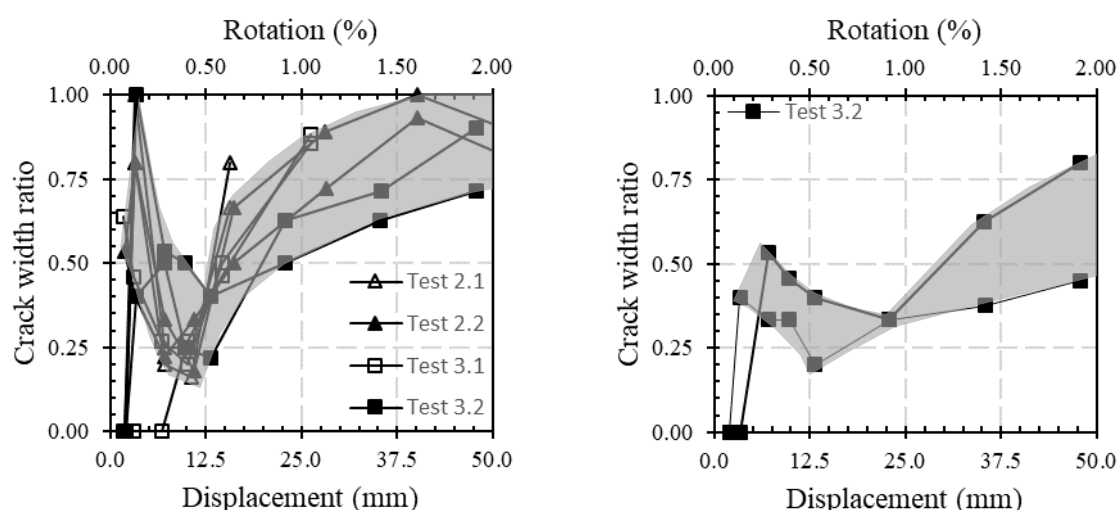 Rotation (%)
0.00 0.50 1.00 1.50 2.00
Crack width ratio
1.00
0.75
0.50
0.25
0.00
Test 2.1
Test 2.2
Test 3.1
Test 3.2
0.0 12.5 25.0 37.5 50.0
Displacement (mm)
Rotation (%)
0.00 0.50 1.00 1.50 2.00
Crack width ratio
1.00
0.75
0.50
0.25
0.00
Test 3.2
0.0 12.5 25.0 37.5 50.0
Displacement (mm)